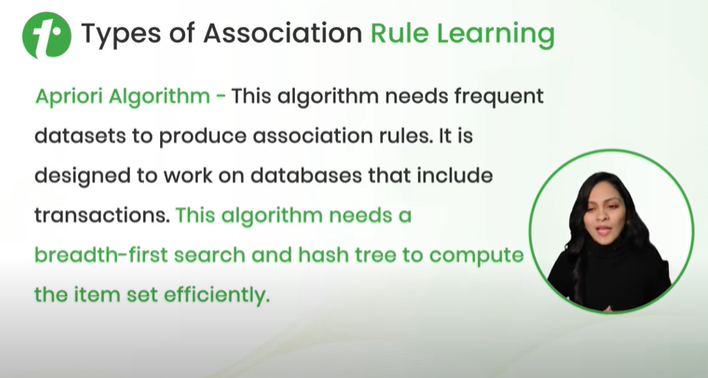 Types of Association Rule Learning
Apriori Algorithm - This algorithm needs frequent
datasets to produce association rules. It is
designed to work on databases that include
transactions. This algorithm needs a
breadth-first search and hash tree to compute
the item set efficiently.